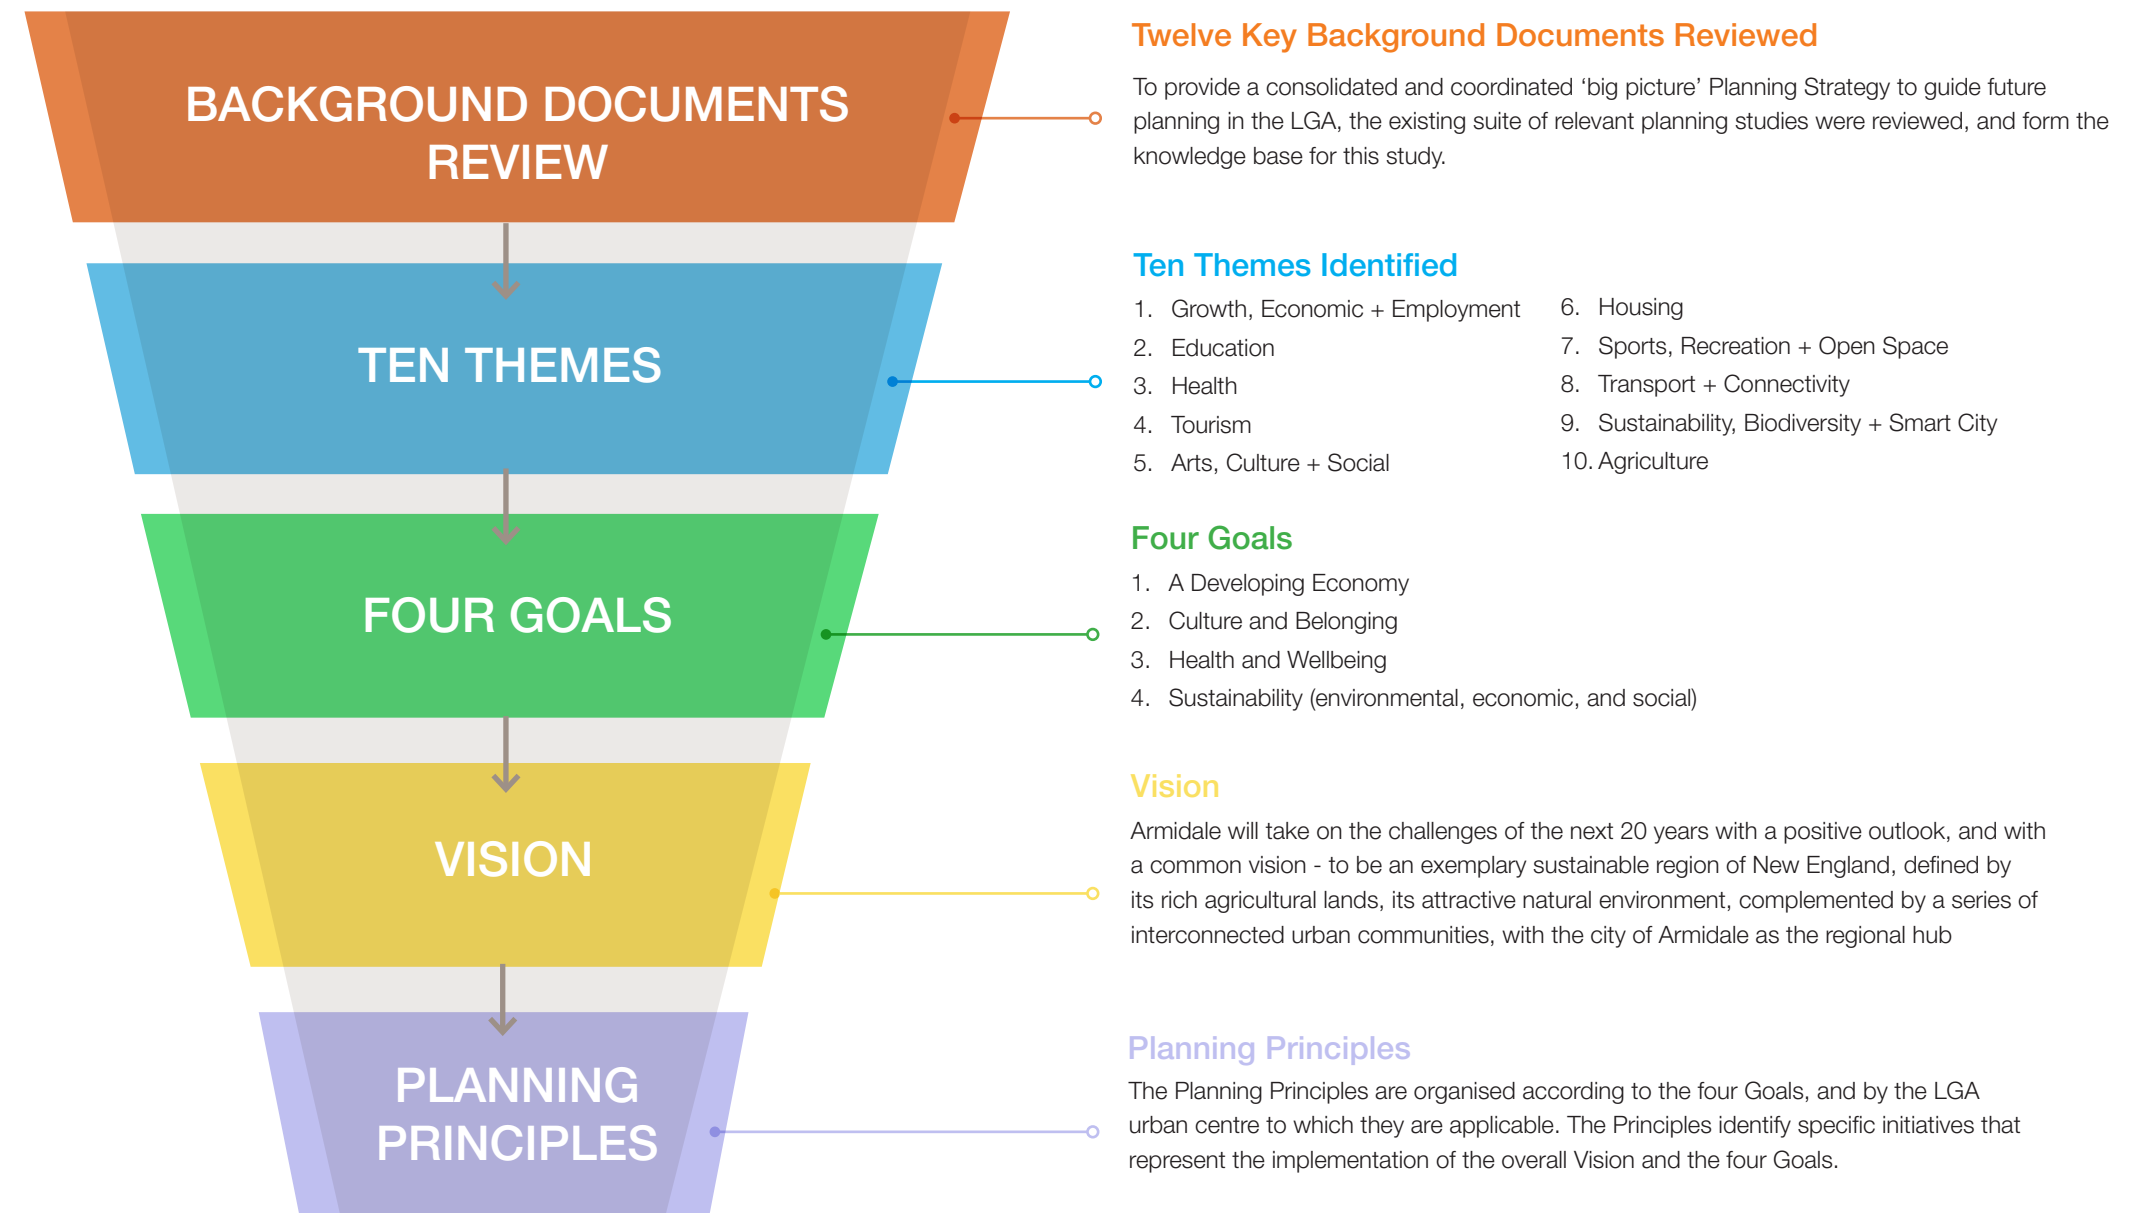 BACKGROUND DOCUMENTS
REVIEW
Twelve Key Background Documents Reviewed
To provide a consolidated and coordinated ‘big picture’ Planning Strategy to guide future
planning in the LGA, the existing suite of relevant planning studies were reviewed, and form the
knowledge base for this study.
TEN THEMES
Ten Themes Identified
1. Growth, Economic + Employment
2. Education
3. Health
4. Tourism
5. Arts, Culture + Social
6. Housing
7. Sports, Recreation + Open Space
8. Transport + Connectivity
9. Sustainability, Biodiversity + Smart City
10. Agriculture
FOUR GOALS
Four Goals
1. A Developing Economy
2. Culture and Belonging
3. Health and Wellbeing
4. Sustainability (environmental, economic, and social)
VISION
Vision
Armidale will take on the challenges of the next 20 years with a positive outlook, and with
a common vision - to be an exemplary sustainable region of New England, defined by
its rich agricultural lands, its attractive natural environment, complemented by a series of
interconnected urban communities, with the city of Armidale as the regional hub
PLANNING
PRINCIPLES
Planning Principles
The Planning Principles are organised according to the four Goals, and by the LGA
urban centre to which they are applicable. The Principles identify specific initiatives that
represent the implementation of the overall Vision and the four Goals.